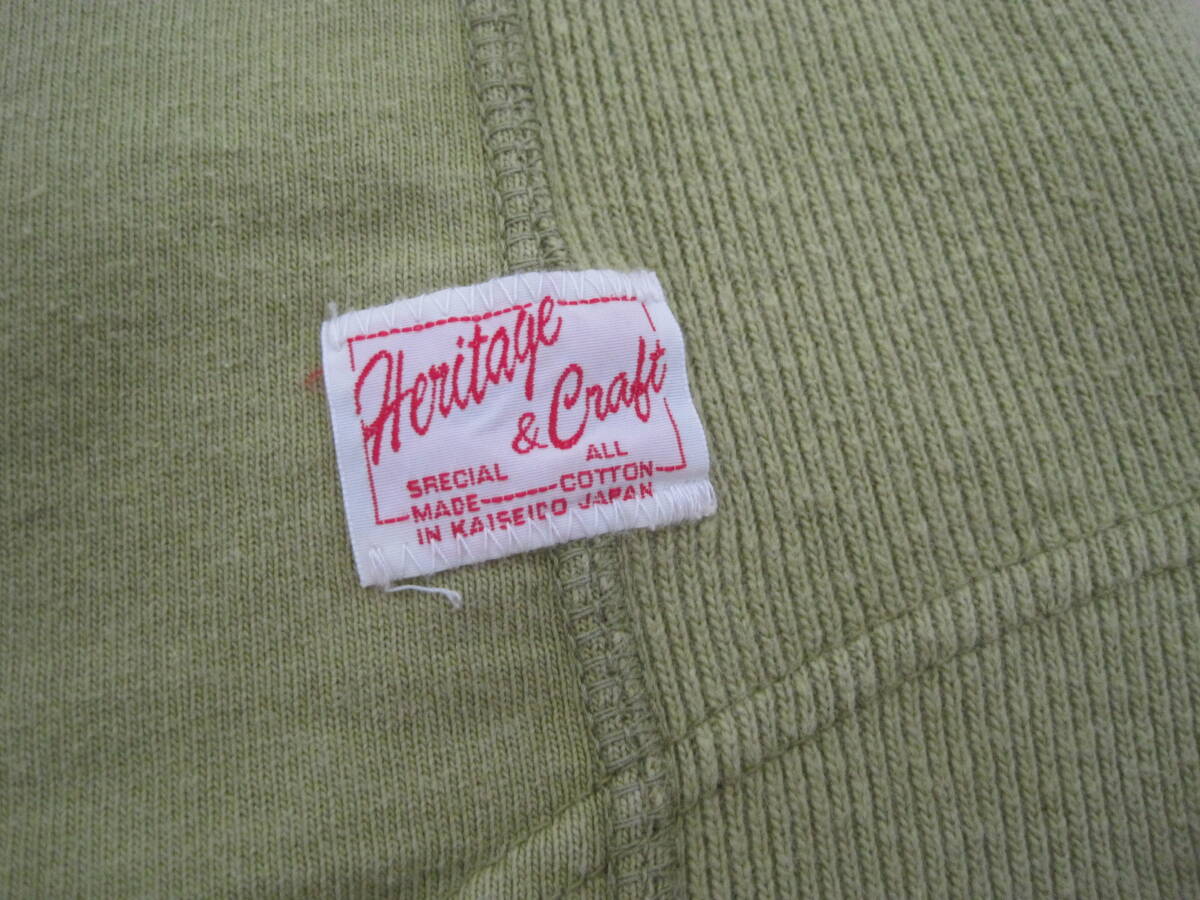 Heritage
& Craft
SRECIAL ALL
MADE COTTON
IN KAISEIDO JAPAN